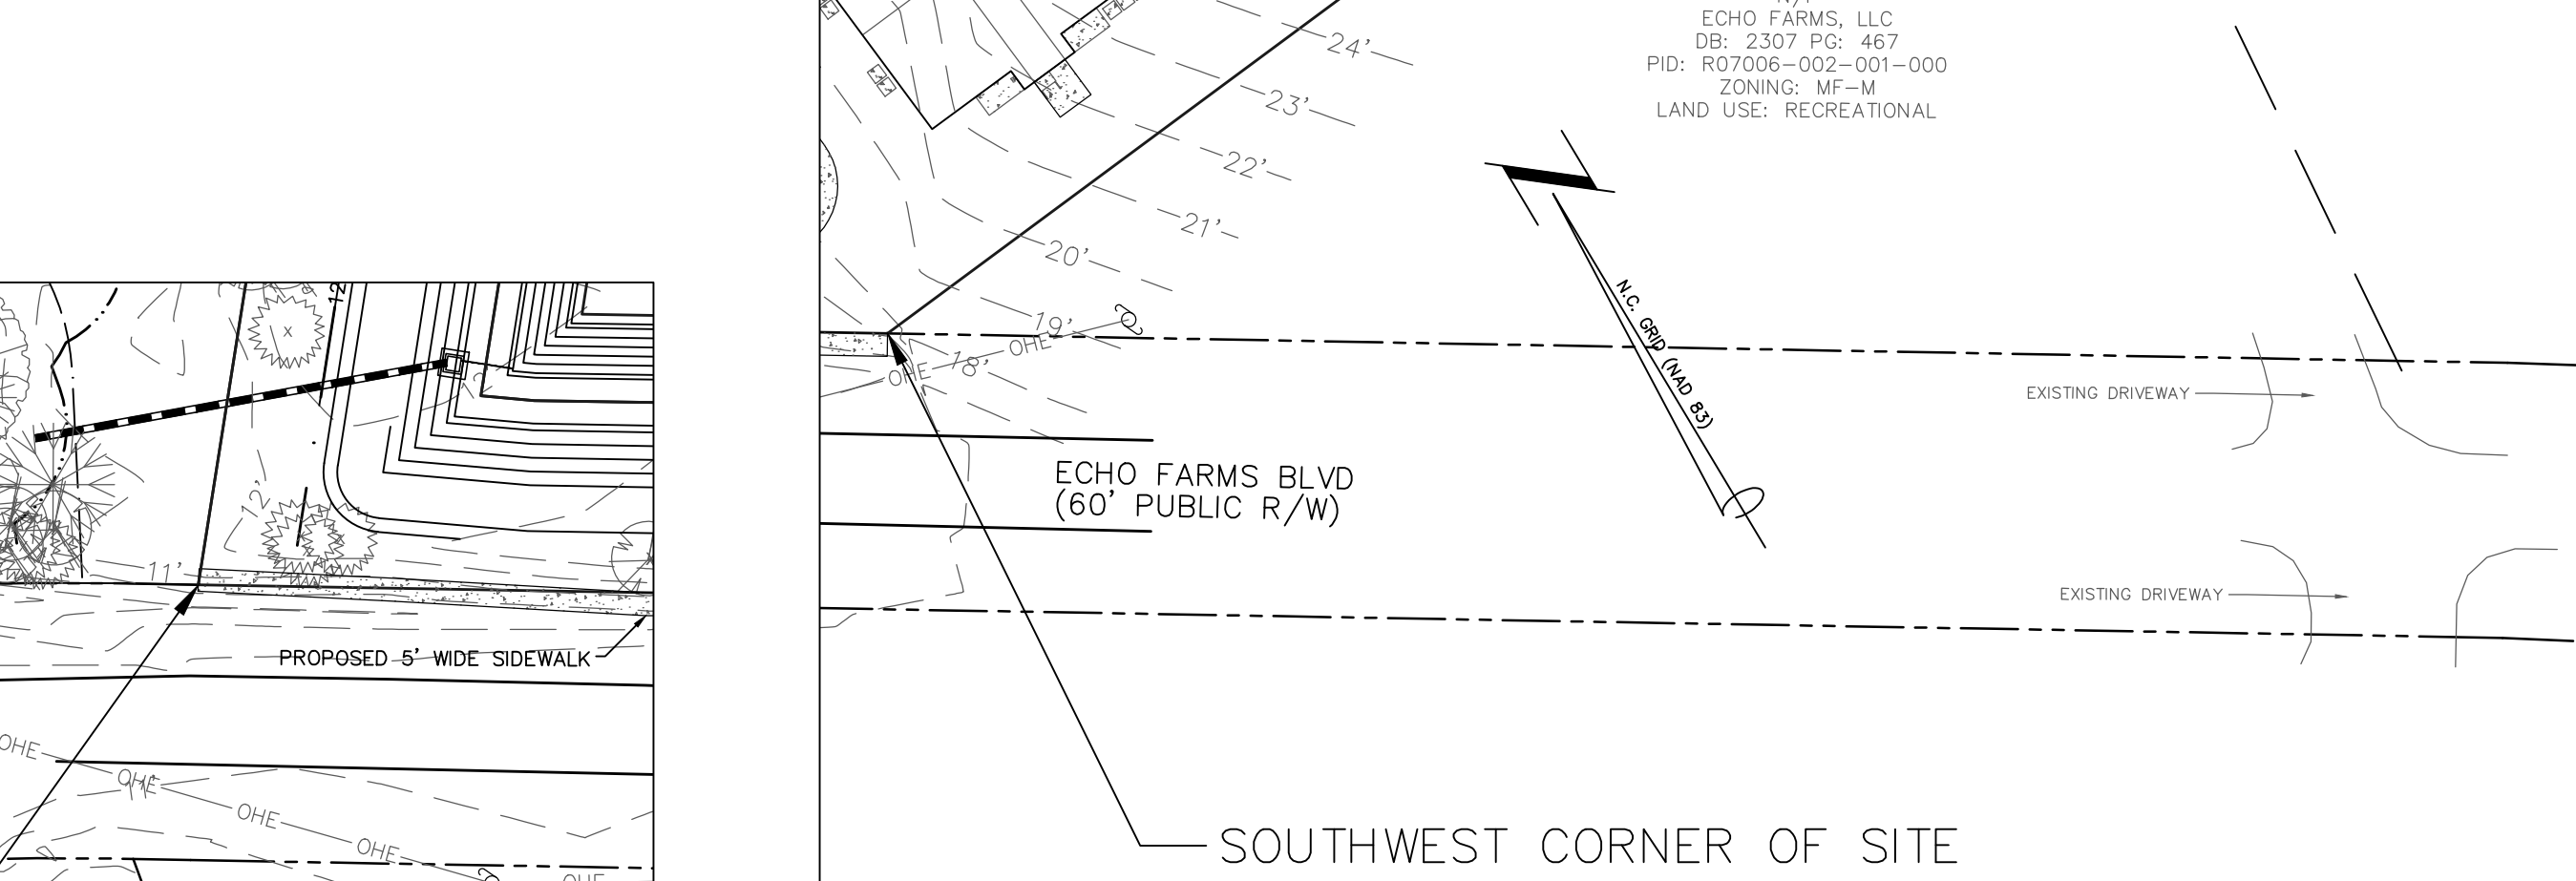 ECHO FARMS, LLC
DB: 2307 PG: 467
PID: R07006-002-001-000
ZONING: MF-M
LAND USE: RECREATIONAL
24'
23'
22'
21'
20'
19'
18'
OHE
OHE
N.C. GRID (NAD 83)
EXISTING DRIVEWAY
ECHO FARMS BLVD
(60' PUBLIC R/W)
EXISTING DRIVEWAY
SOUTHWEST CORNER OF SITE
12
X
12'
11'
PROPOSED 5' WIDE SIDEWALK
OHE
OHE
OHE
OHE
OHE